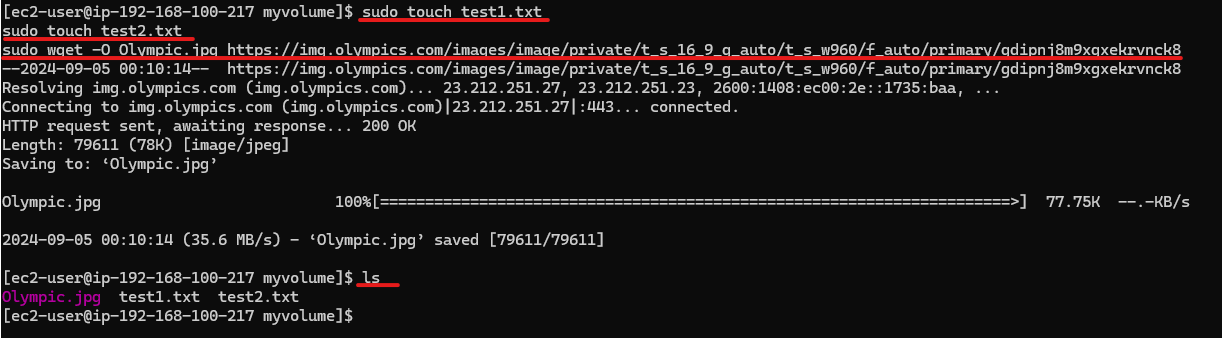 [ec2-user@ip-192-168-100-217 myvolume]$ sudo touch test1.txt
sudo touch test2.txt
sudo wget -O Olympic.jpg https://img.olympics.com/images/image/private/t_s_16_9_g_auto/t_s_w960/f_auto/primary/gdipnj8m9xgxekrvnck8
--2024-09-05 00:10:14--  https://img.olympics.com/images/image/private/t_s_16_9_g_auto/t_s_w960/f_auto/primary/gdipnj8m9xgxekrvnck8
Resolving img.olympics.com (img.olympics.com)... 23.212.251.27, 23.212.251.23, 2600:1408:ec00:2e::1735:baa, ...
Connecting to img.olympics.com (img.olympics.com)|23.212.251.27|:443... connected.
HTTP request sent, awaiting response... 200 OK
Length: 79611 (78K) [image/jpeg]
Saving to: ‘Olympic.jpg’
Olympic.jpg                          100%[======================================================================>]  77.75K  --.-KB/s
2024-09-05 00:10:14 (35.6 MB/s) - ‘Olympic.jpg’ saved [79611/79611]
[ec2-user@ip-192-168-100-217 myvolume]$ ls
Olympic.jpg  test1.txt  test2.txt
[ec2-user@ip-192-168-100-217 myvolume]$